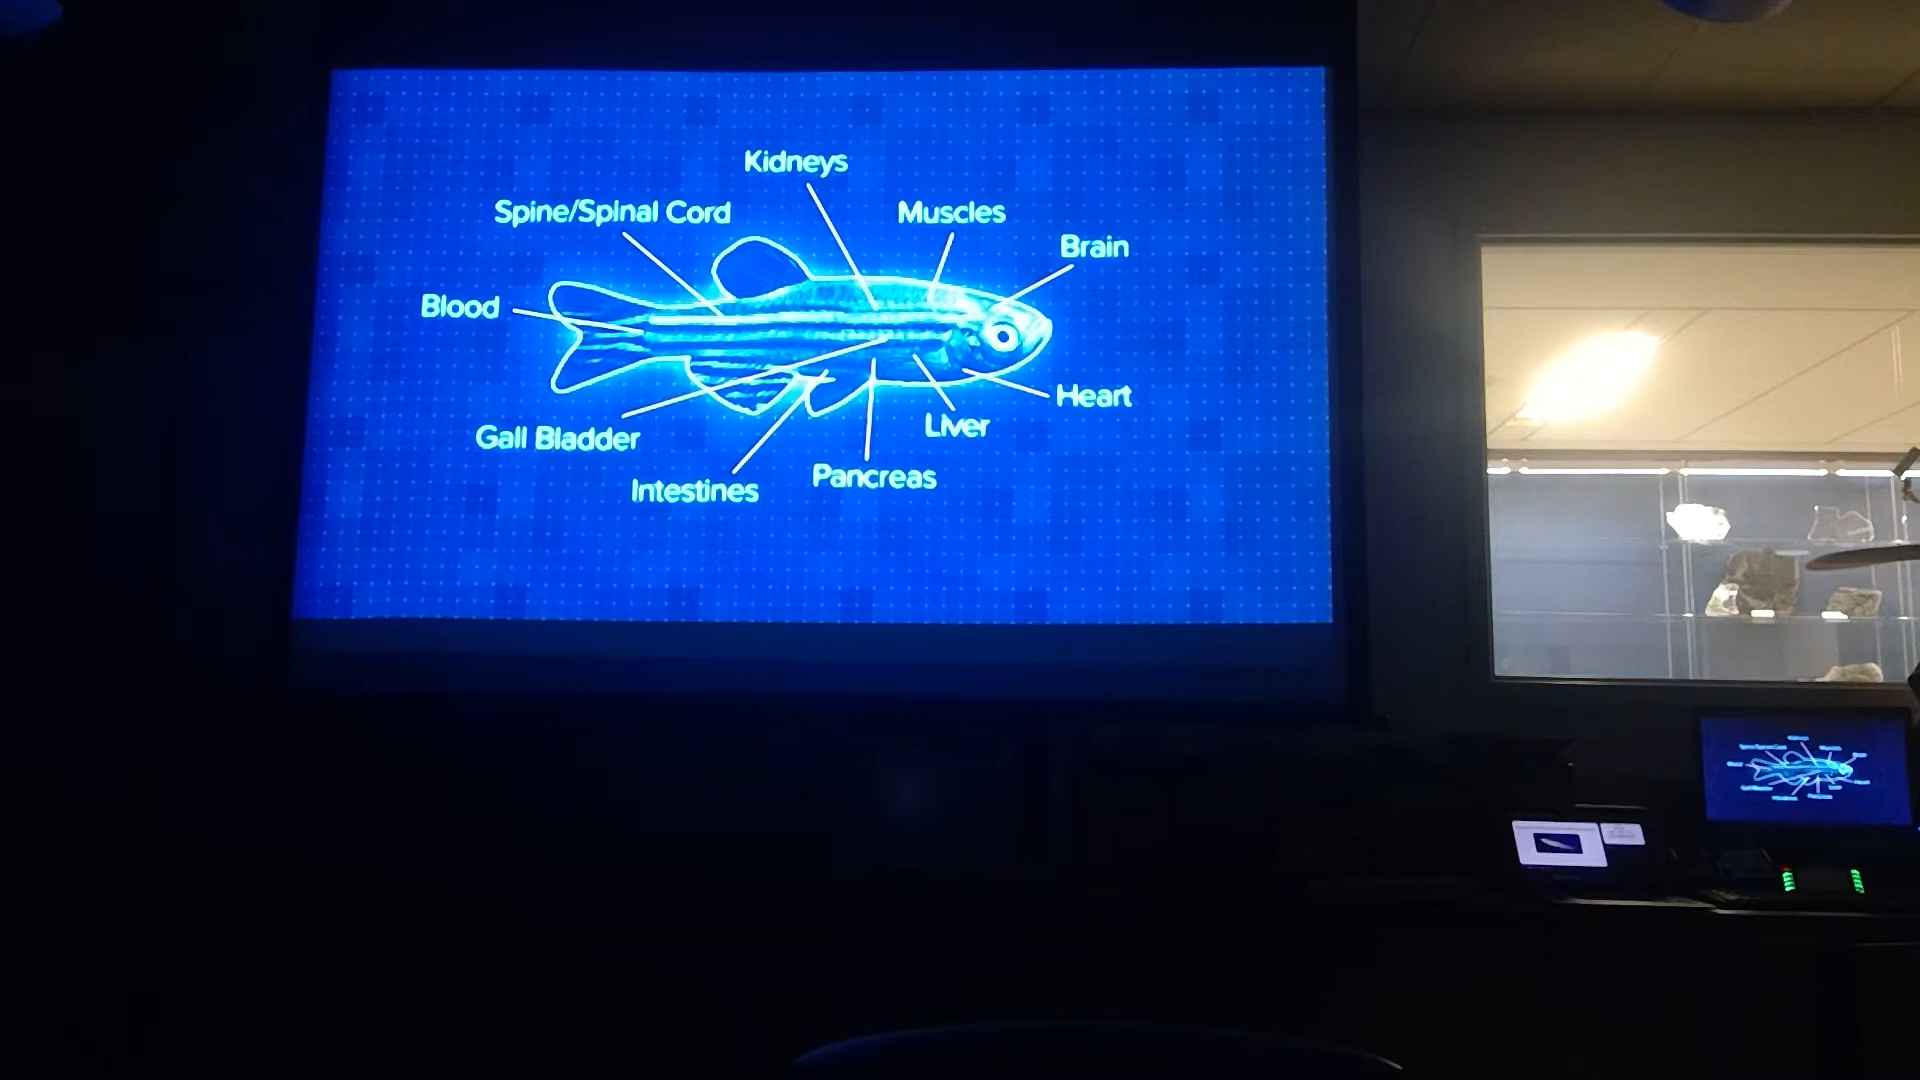 Kidneys
Spine/Spinal Cord
Muscles
Brain
Blood
Heart
Liver
Gall Bladder
Pancreas
Intestines